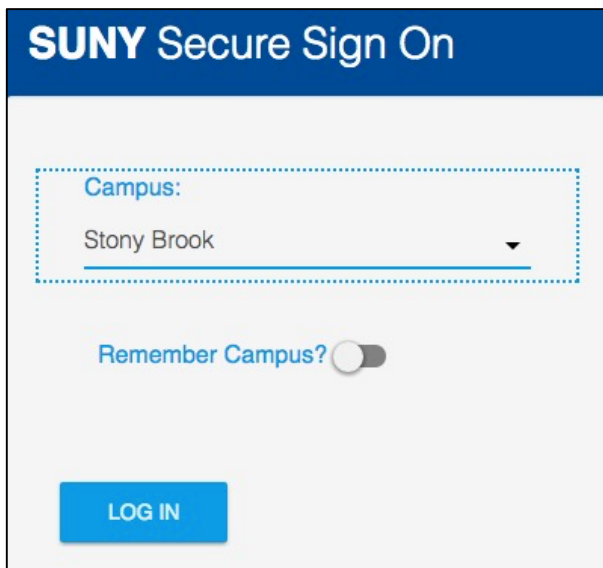 SUNY Secure Sign On
Campus:
Stony Brook
Remember Campus?
LOG IN